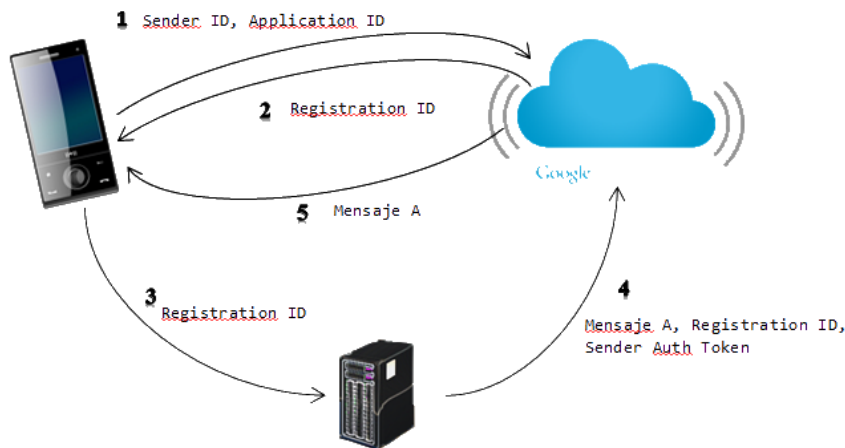 1 Sender ID, Application ID
2 Registration ID
Google
5 Mensaje A
3 Registration ID
4
Mensaje A, Registration ID,
Sender Auth Token